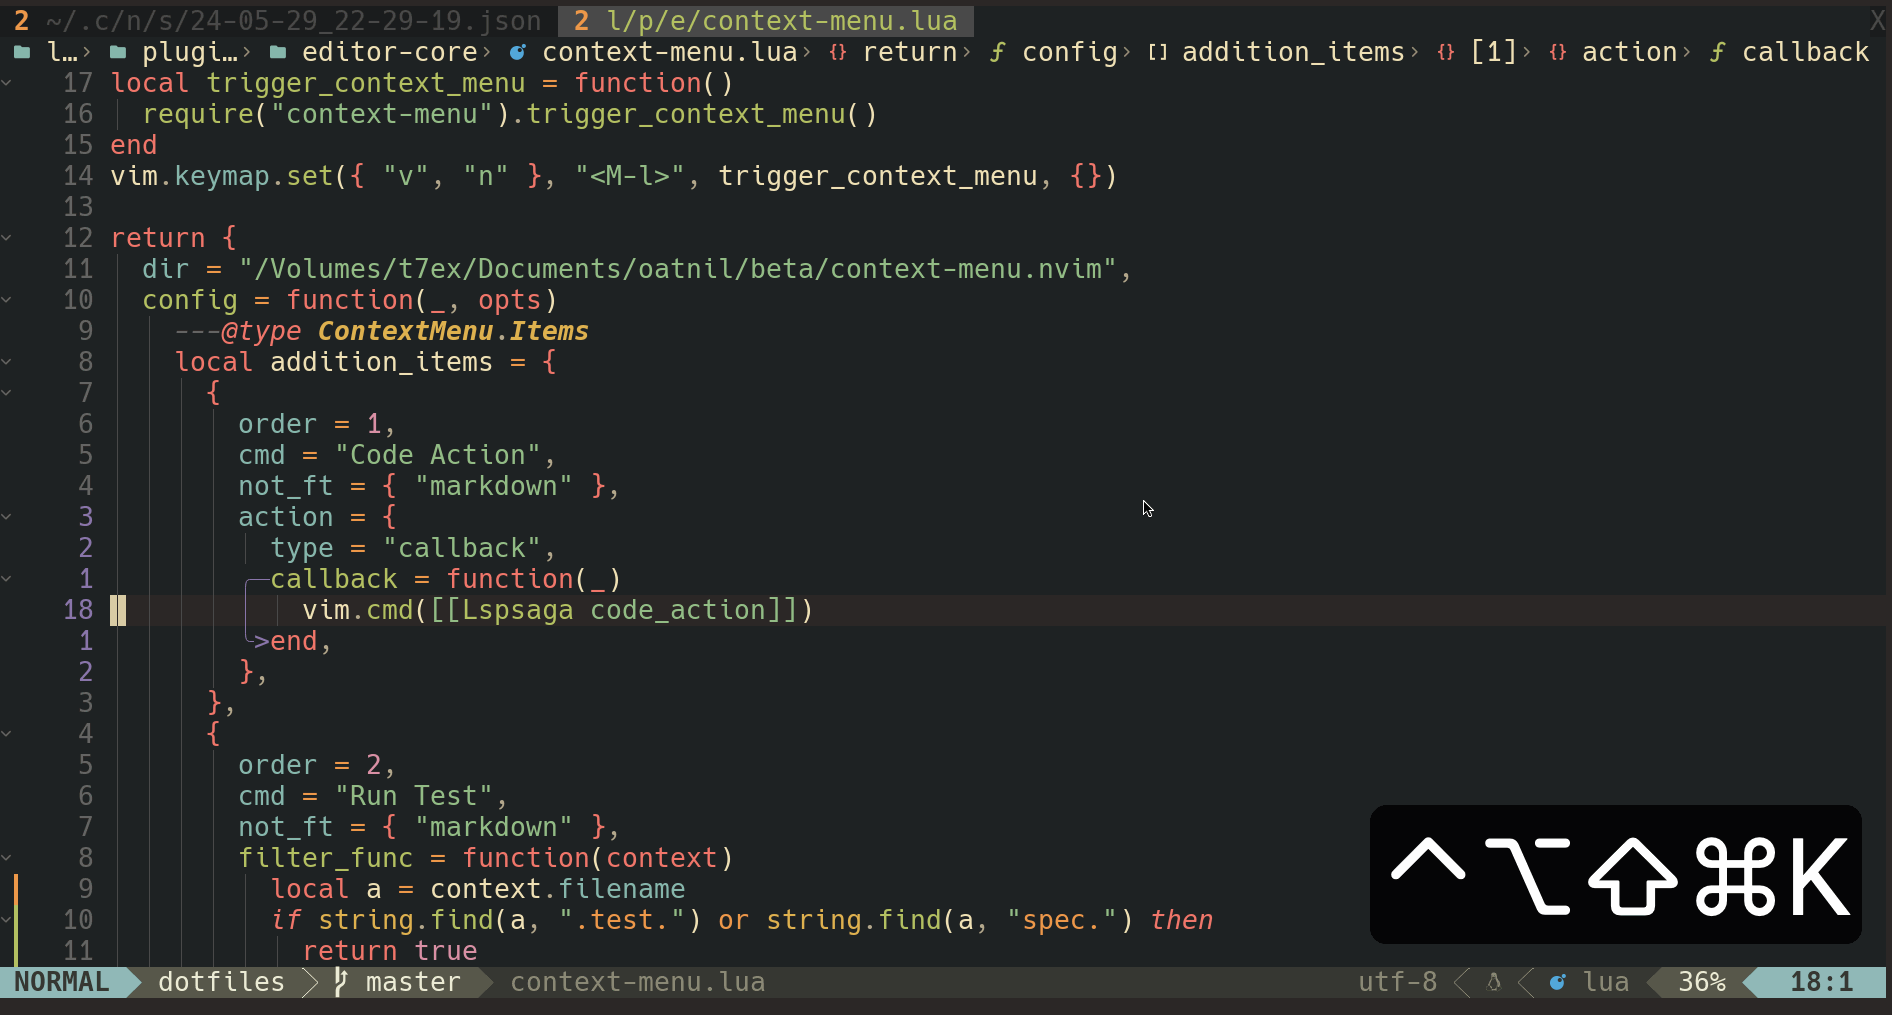 2 ~/.c/n/s/24-05-29_22-29-19.json 2 l/p/e/context-menu.lua X
l…› plugi…› editor-core› context-menu.lua› {} return› ƒ config› [] addition_items› {} [1]› {} action› ƒ callback
17 local trigger_context_menu = function()
16 require("context-menu").trigger_context_menu()
15 end
14 vim.keymap.set({ "v", "n" }, "<M-l>", trigger_context_menu, {})
13
12 return {
11 dir = "/Volumes/t7ex/Documents/oatnil/beta/context-menu.nvim",
10 config = function(_, opts)
9 ---@type ContextMenu.Items
8 local addition_items = {
7 {
6 order = 1,
5 cmd = "Code Action",
4 not_ft = { "markdown" },
3 action = {
2 type = "callback",
1 callback = function(_)
18 vim.cmd([[Lspsaga code_action]])
1 >end,
2 },
3 },
4 {
5 order = 2,
6 cmd = "Run Test",
7 not_ft = { "markdown" },
8 filter_func = function(context)
9 local a = context.filename
10 if string.find(a, ".test.") or string.find(a, "spec.") then
11 return true
⌃⌥⇧⌘K
NORMAL dotfiles master context-menu.lua utf-8 lua 36% 18:1